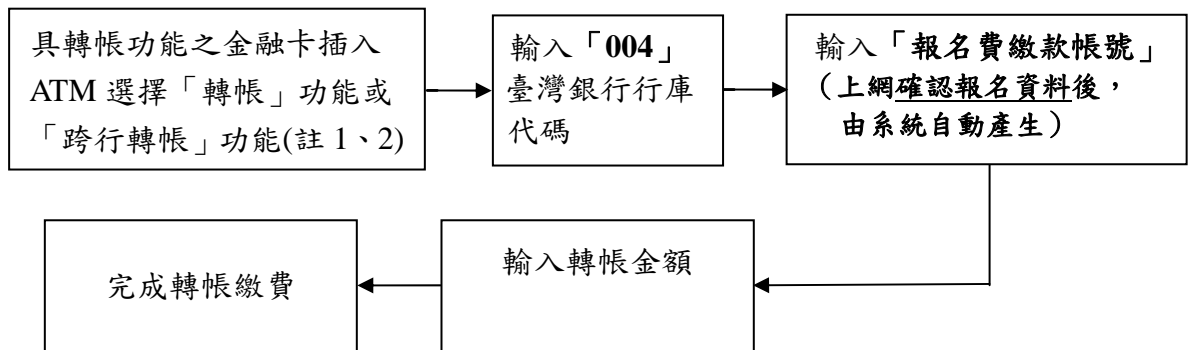 具轉帳功能之金融卡插入
ATM 選擇「轉帳」功能或
「跨行轉帳」功能(註 1、2)
輸入「004」
臺灣銀行行庫
代碼
輸入「報名費繳款帳號」
（上網確認報名資料後，
由系統自動產生）
輸入轉帳金額
完成轉帳繳費